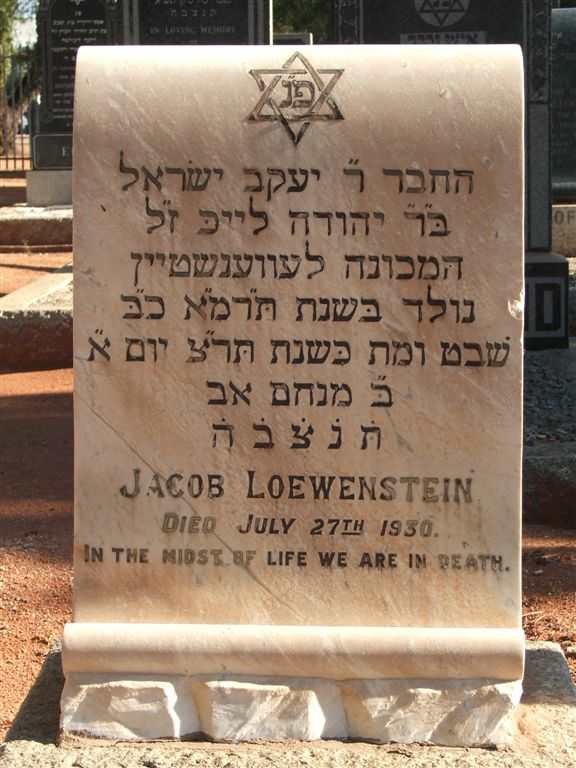 פ״נ
החבר ר״ יעקב ישראל
ב״ר״ יהודה לייב ז״ל
המכונה לעווענשטיין
נולד בשנת תרמ״א כ״ב
שבט ומת בשנת תר״צ יום א״
ב״ מנחם אב
ת נ צ ב ה
JACOB LOEWENSTEIN
DIED JULY 27TH 1930.
IN THE MIDST OF LIFE WE ARE IN DEATH.
IN LOVING MEMORY